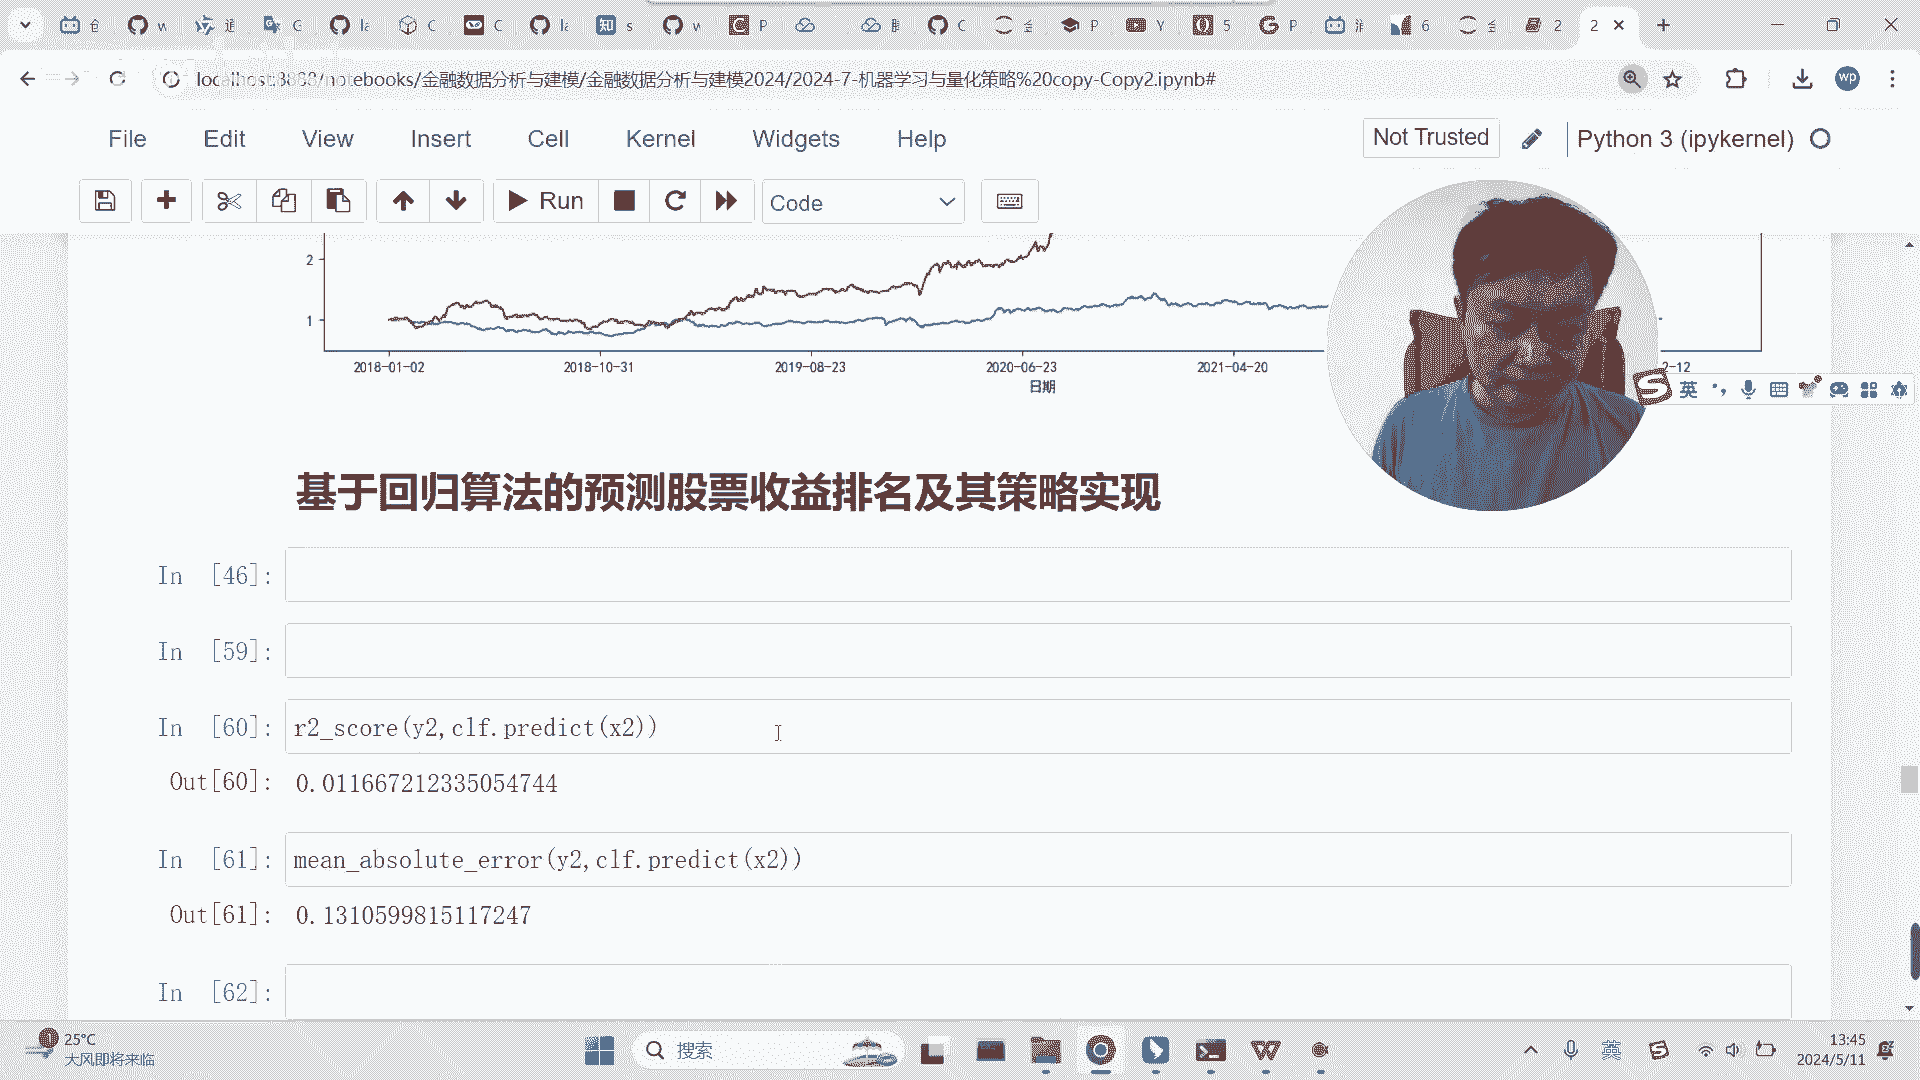 localhost:8888/notebooks/金融数据分析与建模/金融数据分析与建模2024/2024-7-机器学习与量化策略%20copy-Copy2.ipynb#
wp
File Edit View Insert Cell Kernel Widgets Help
Not Trusted
Python 3 (ipykernel)
Run
Code
2
1
2018-01-02 2018-10-31 2019-08-23 2020-06-23 2021-04-20 2-12
日期
英
基于回归算法的预测股票收益排名及其策略实现
In [46]:
In [59]:
In [60]: r2_score(y2,clf.predict(x2))
Out[60]: 0.011667212335054744
In [61]: mean_absolute_error(y2,clf.predict(x2))
Out[61]: 0.1310599815117247
In [62]:
25°C
大风即将来临
搜索
英
13:45
2024/5/11